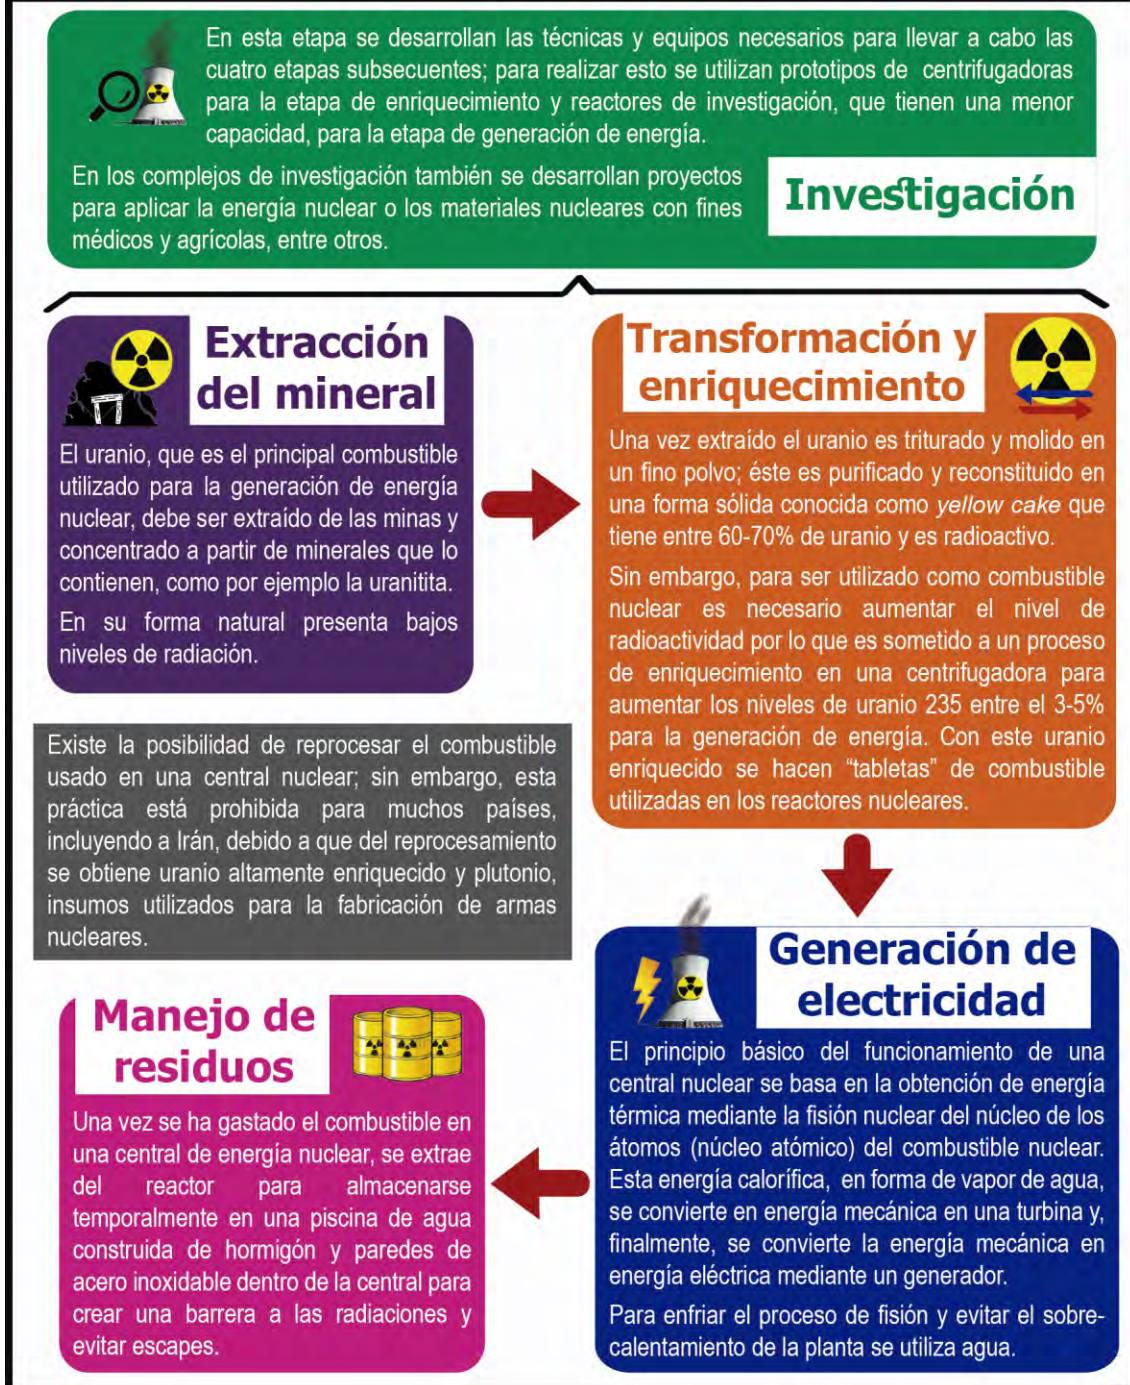 En esta etapa se desarrollan las técnicas y equipos necesarios para llevar a cabo las
cuatro etapas subsecuentes; para realizar esto se utilizan prototipos de centrifugadoras
para la etapa de enriquecimiento y reactores de investigación, que tienen una menor
capacidad, para la etapa de generación de energía.
En los complejos de investigación también se desarrollan proyectos
para aplicar la energía nuclear o los materiales nucleares con fines
médicos y agrícolas, entre otros.
Investigación
Extracción
del mineral
El uranio, que es el principal combustible
utilizado para la generación de energía
nuclear, debe ser extraído de las minas y
concentrado a partir de minerales que lo
contienen, como por ejemplo la uranitita.
En su forma natural presenta bajos
niveles de radiación.
Transformación y
enriquecimiento
Una vez extraído el uranio es triturado y molido en
un fino polvo; éste es purificado y reconstituido en
una forma sólida conocida como yellow cake que
tiene entre 60-70% de uranio y es radioactivo.
Sin embargo, para ser utilizado como combustible
nuclear es necesario aumentar el nivel de
radioactividad por lo que es sometido a un proceso
de enriquecimiento en una centrifugadora para
aumentar los niveles de uranio 235 entre el 3-5%
para la generación de energía. Con este uranio
enriquecido se hacen “tabletas” de combustible
utilizadas en los reactores nucleares.
Existe la posibilidad de reprocesar el combustible
usado en una central nuclear; sin embargo, esta
práctica está prohibida para muchos países,
incluyendo a Irán, debido a que del reprocesamiento
se obtiene uranio altamente enriquecido y plutonio,
insumos utilizados para la fabricación de armas
nucleares.
Generación de
electricidad
El principio básico del funcionamiento de una
central nuclear se basa en la obtención de energía
térmica mediante la fisión nuclear del núcleo de los
átomos (núcleo atómico) del combustible nuclear.
Esta energía calorífica, en forma de vapor de agua,
se convierte en energía mecánica en una turbina y,
finalmente, se convierte la energía mecánica en
energía eléctrica mediante un generador.
Para enfriar el proceso de fisión y evitar el sobre-
calentamiento de la planta se utiliza agua.
Manejo de
residuos
Una vez se ha gastado el combustible en
una central de energía nuclear, se extrae
del reactor para almacenarse
temporalmente en una piscina de agua
construida de hormigón y paredes de
acero inoxidable dentro de la central para
crear una barrera a las radiaciones y
evitar escapes.